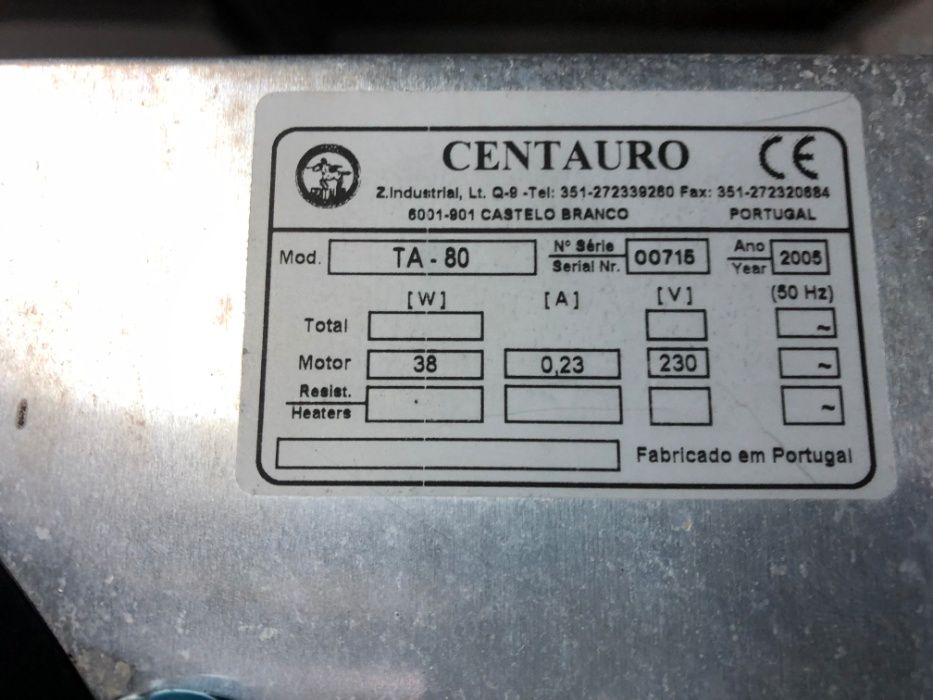 CENTAURO CE
Z.Industrial, Lt. Q-9 -Tel: 351-272339260 Fax: 351-272320684
6001-901 CASTELO BRANCO PORTUGAL
Mod. TA - 80 Nº Série Serial Nr. 00715 Ano Year 2005
[W] [A] [V] (50 Hz)
Total ~
Motor 38 0,23 230 ~
Resist. Heaters ~
Fabricado em Portugal